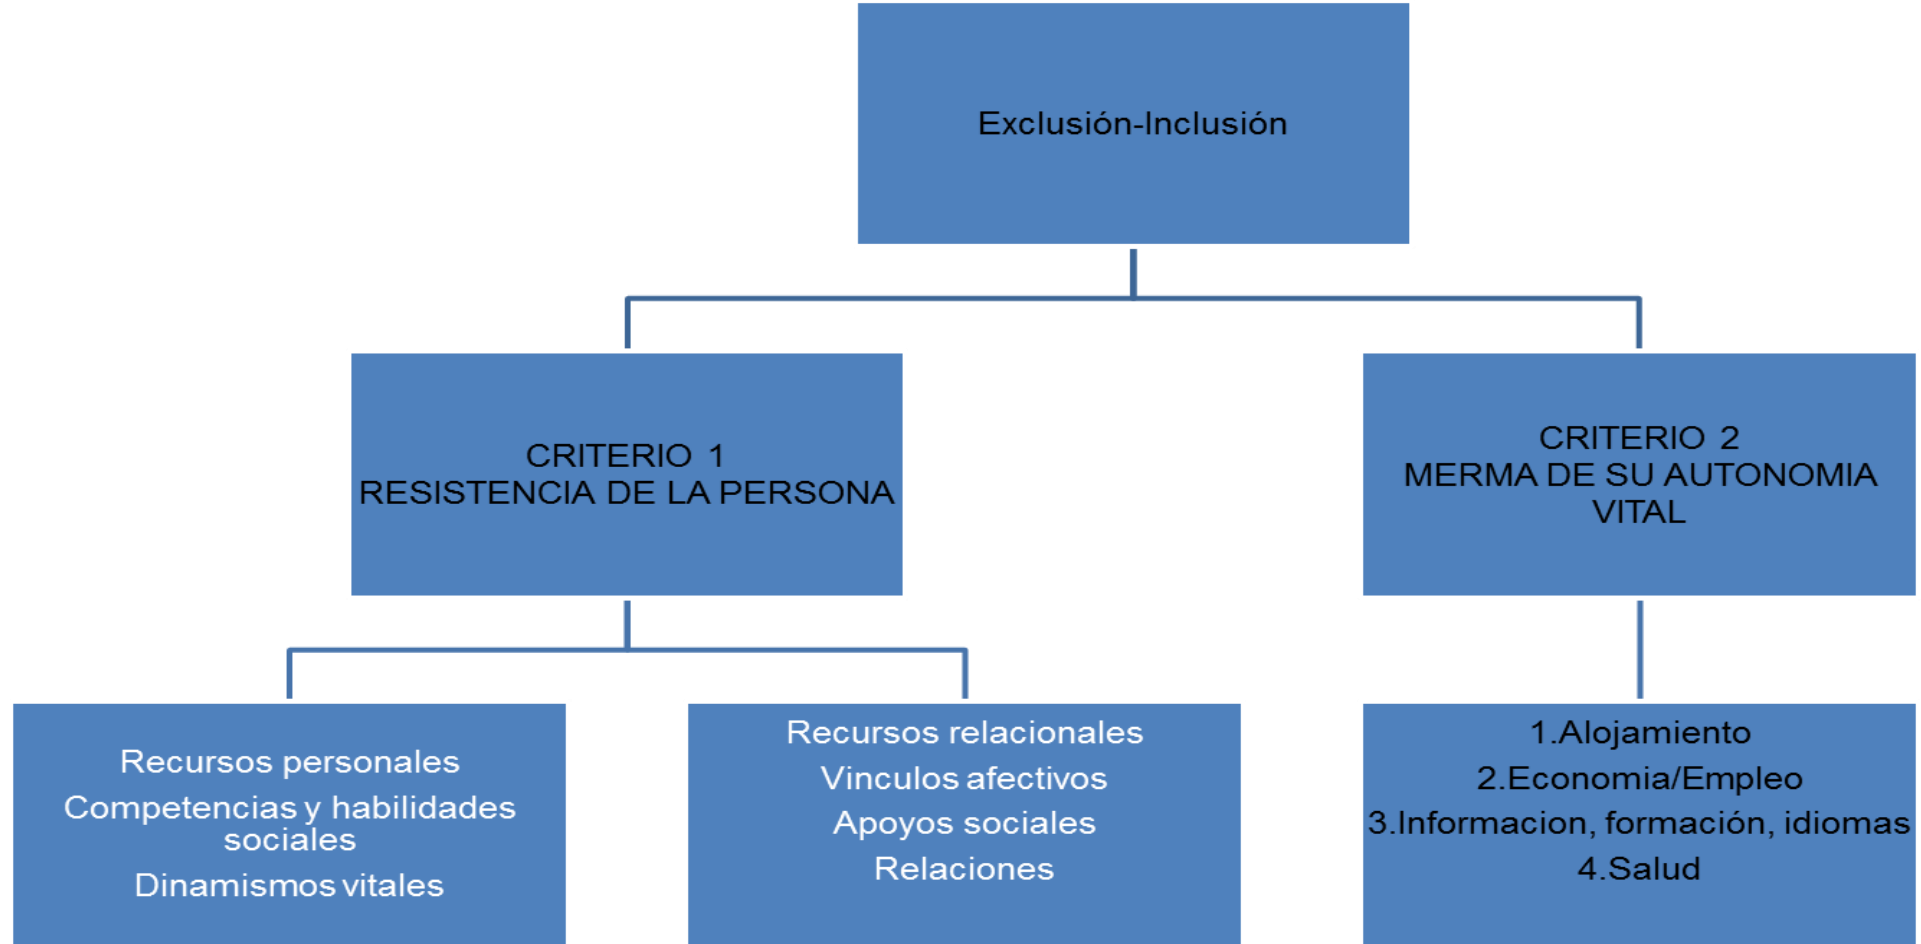 Exclusión-Inclusión
CRITERIO 1
RESISTENCIA DE LA PERSONA
CRITERIO 2
MERMA DE SU AUTONOMIA
VITAL
Recursos personales
Competencias y habilidades
sociales
Dinamismos vitales
Recursos relacionales
Vinculos afectivos
Apoyos sociales
Relaciones
1.Alojamiento
2.Economia/Empleo
3.Informacion, formación, idiomas
4.Salud